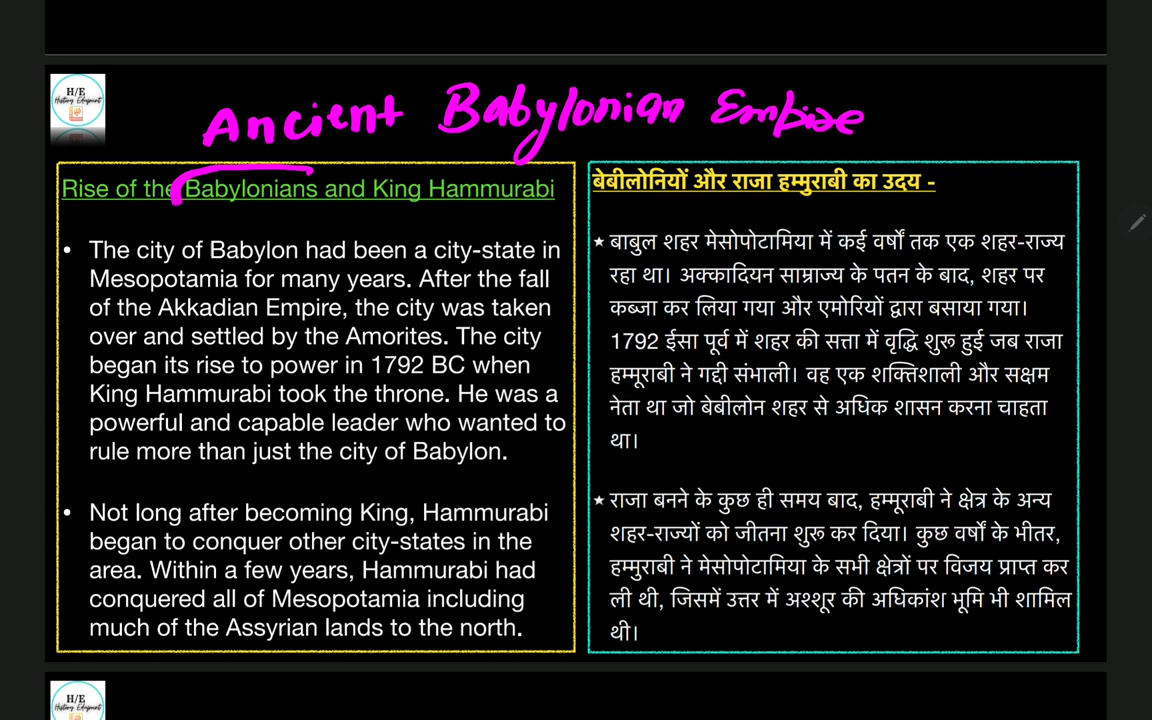 H/E
History Edupoint
Ancient Babylonian Empire
Rise of the Babylonians and King Hammurabi
• The city of Babylon had been a city-state in
Mesopotamia for many years. After the fall
of the Akkadian Empire, the city was taken
over and settled by the Amorites. The city
began its rise to power in 1792 BC when
King Hammurabi took the throne. He was a
powerful and capable leader who wanted to
rule more than just the city of Babylon.
• Not long after becoming King, Hammurabi
began to conquer other city-states in the
area. Within a few years, Hammurabi had
conquered all of Mesopotamia including
much of the Assyrian lands to the north.
बेबीलोनियों और राजा हम्मुराबी का उदय -
★ बाबुल शहर मेसोपोटामिया में कई वर्षों तक एक शहर-राज्य
रहा था। अक्कादियन साम्राज्य के पतन के बाद, शहर पर
कब्जा कर लिया गया और एमोरियों द्वारा बसाया गया।
1792 ईसा पूर्व में शहर की सत्ता में वृद्धि शुरू हुई जब राजा
हम्मूराबी ने गद्दी संभाली। वह एक शक्तिशाली और सक्षम
नेता था जो बेबीलोन शहर से अधिक शासन करना चाहता
था।
★ राजा बनने के कुछ ही समय बाद, हम्मूराबी ने क्षेत्र के अन्य
शहर-राज्यों को जीतना शुरू कर दिया। कुछ वर्षों के भीतर,
हम्मुराबी ने मेसोपोटामिया के सभी क्षेत्रों पर विजय प्राप्त कर
ली थी, जिसमें उत्तर में अश्शूर की अधिकांश भूमि भी शामिल
थी।
H/E
History Edupoint